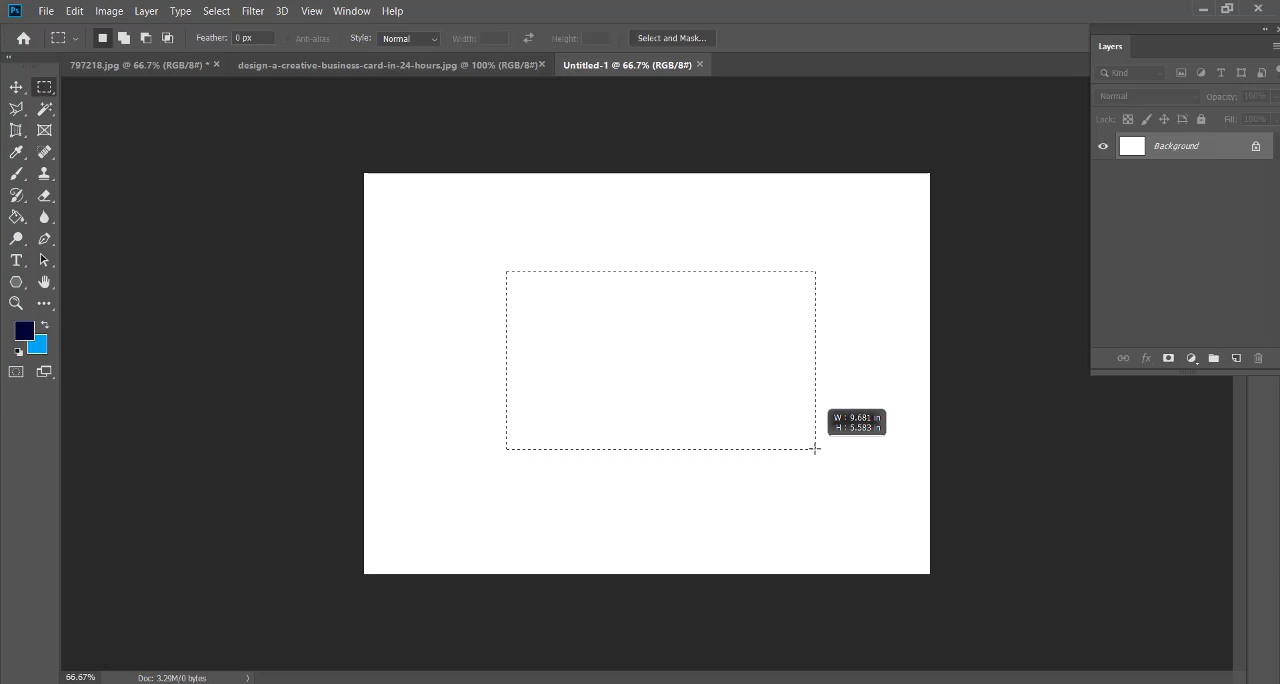 Ps File Edit Image Layer Type Select Filter 3D View Window Help
Feather: 0 px Anti-alias Style: Normal Width: Height: Select and Mask...
Layers
797218.jpg @ 66.7% (RGB/8#) * × design-a-creative-business-card-in-24-hours.jpg @ 100% (RGB/8#) × Untitled-1 @ 66.7% (RGB/8#) ×
Kind
Normal Opacity: 100%
Lock: Fill: 100%
Background
W : 9.681 in
H : 5.583 in
66.67% Doc: 3.29M/0 bytes